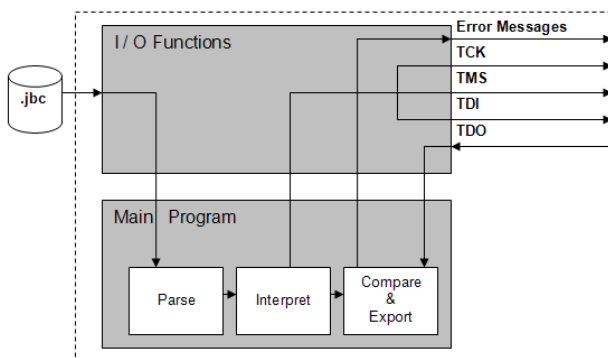 I / O Functions
Error Messages
TCK
TMS
TDI
TDO
.jbc
Main Program
Parse
Interpret
Compare
&
Export